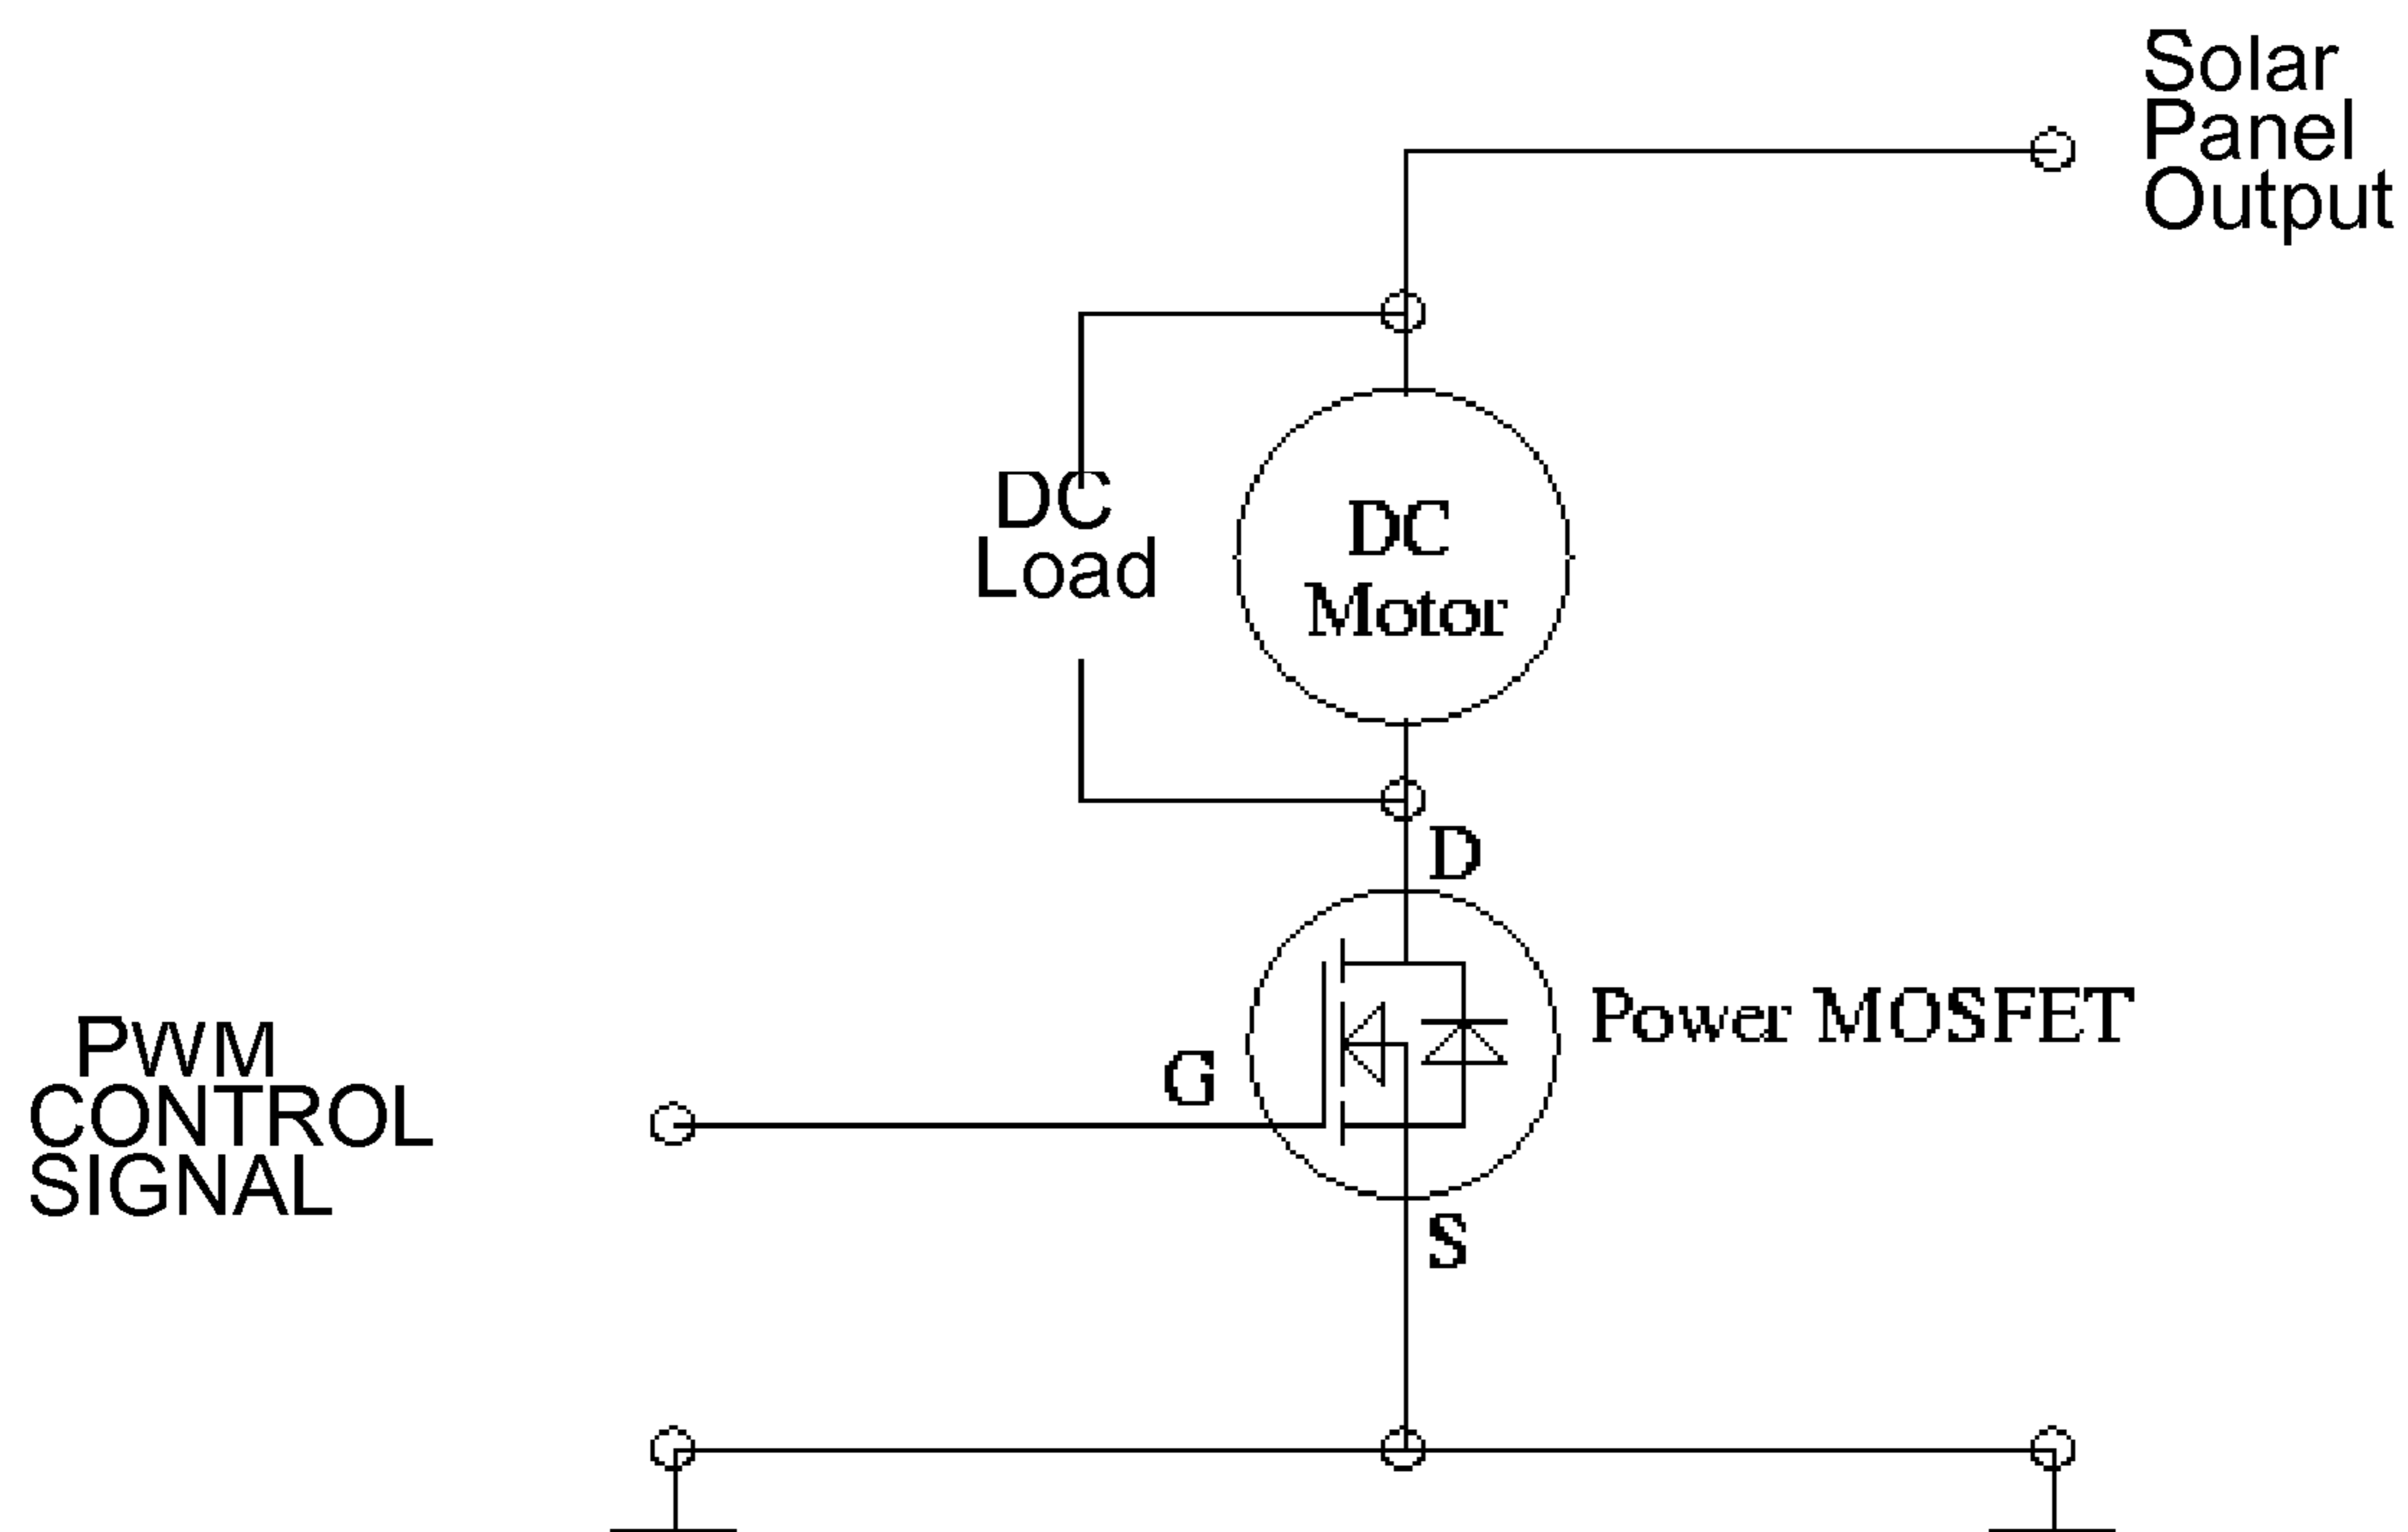 Solar
Panel
Output
DC
Load
DC
Motor
D
Power MOSFET
G
PWM
CONTROL
SIGNAL
S